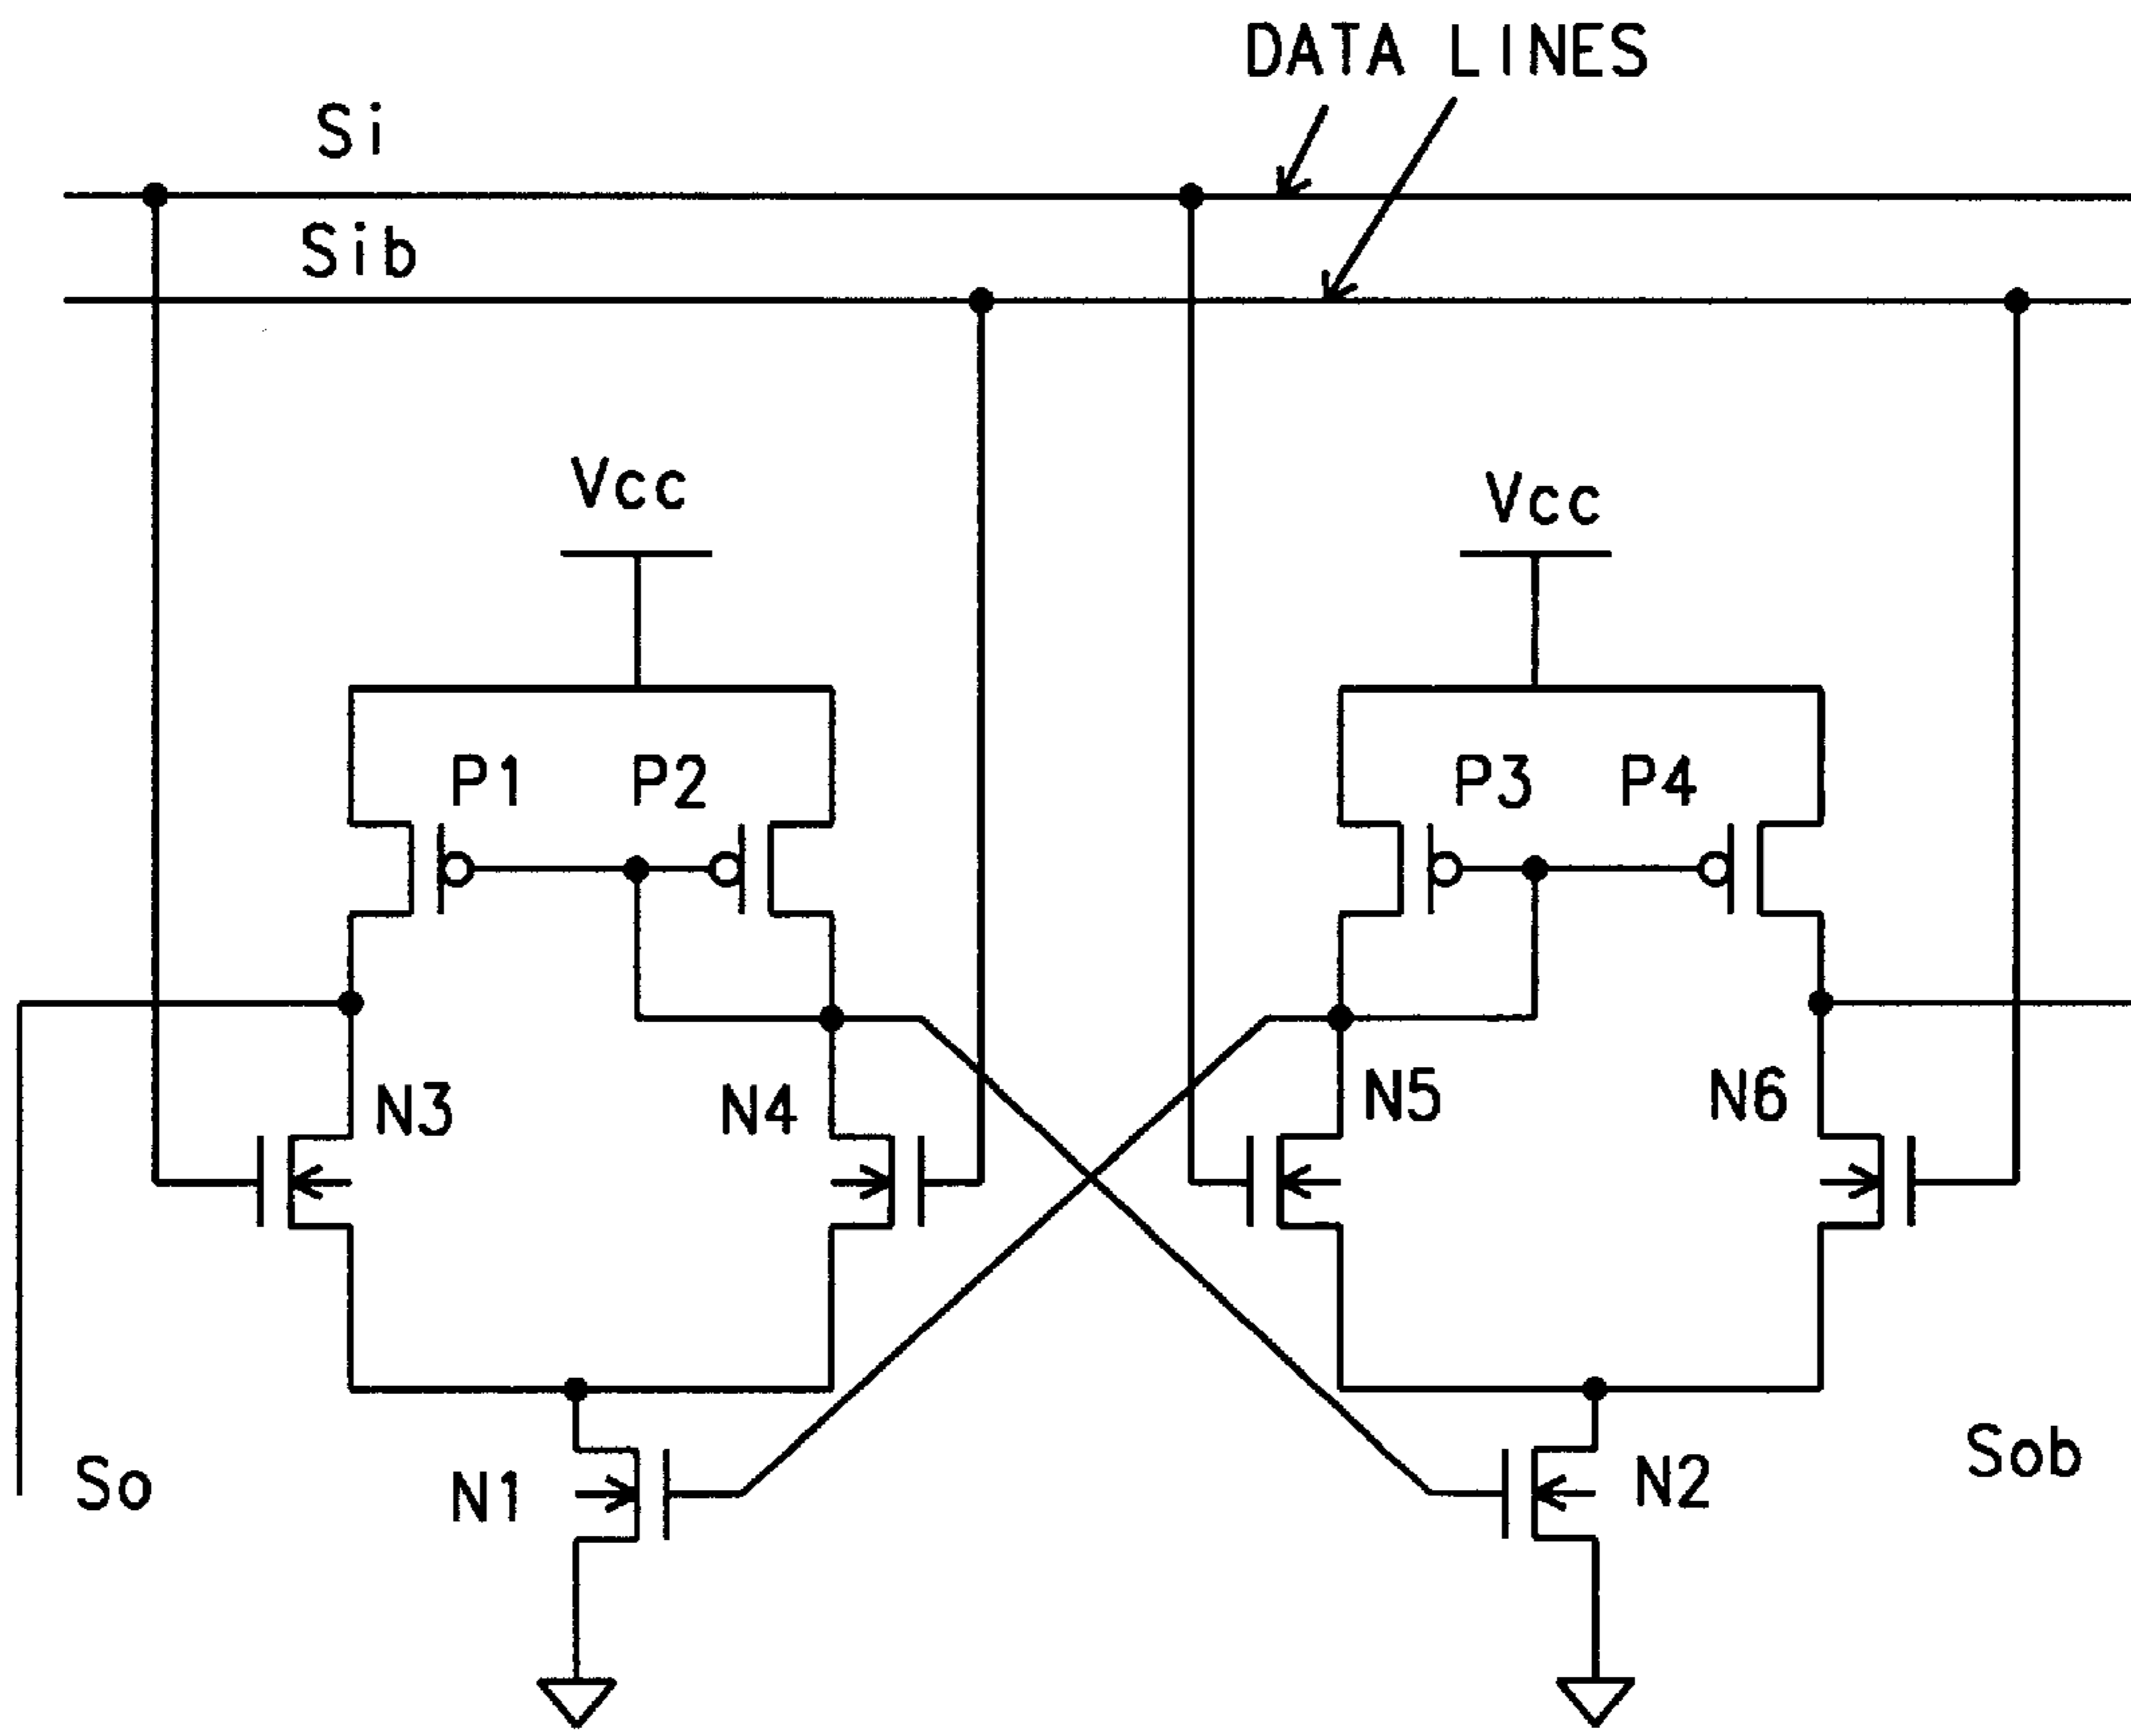 DATA LINES
Si
Sib
Vcc
Vcc
P1
P2
P3
P4
N3
N4
N5
N6
So
N1
N2
Sob